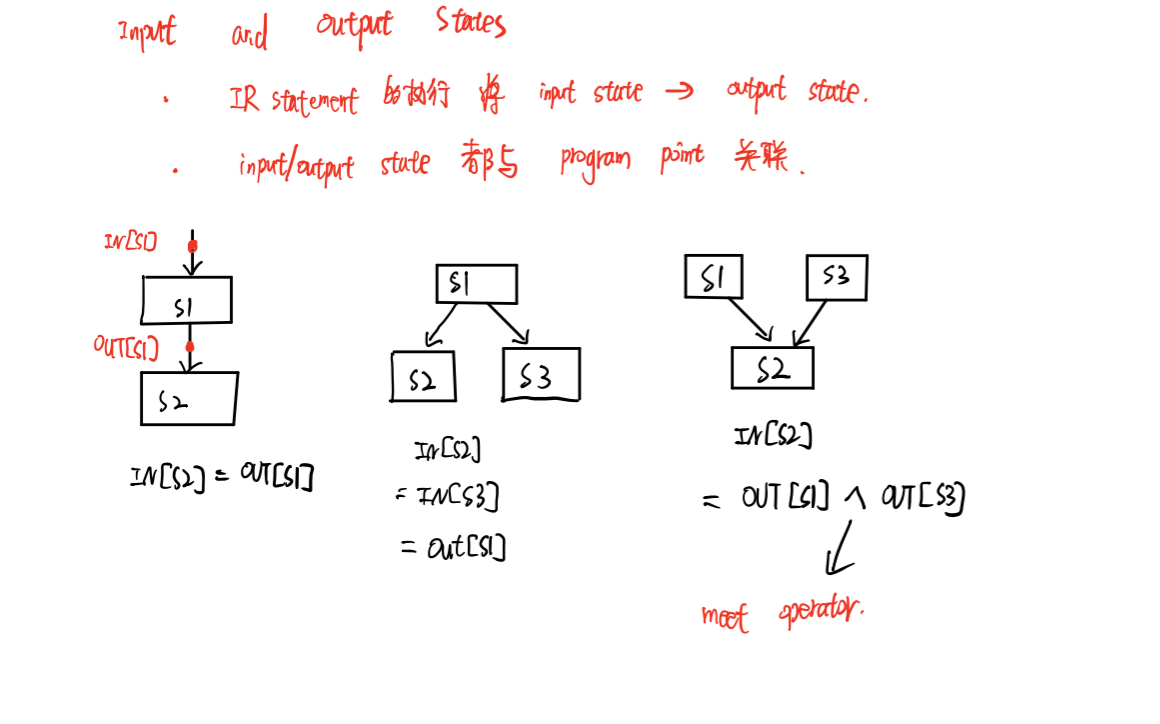 Input and Output States
· IR statement 的执行 将 input state → output state.
· input/output state 都与 program point 关联.
IN[S1]
S1
OUT[S1]
S2
IN[S2] = OUT[S1]
S1
S2 S3
IN[S2]
= IN[S3]
= Out[S1]
S1 S3
S2
IN[S2]
= OUT[S1] ∧ OUT[S3]
meet operator.